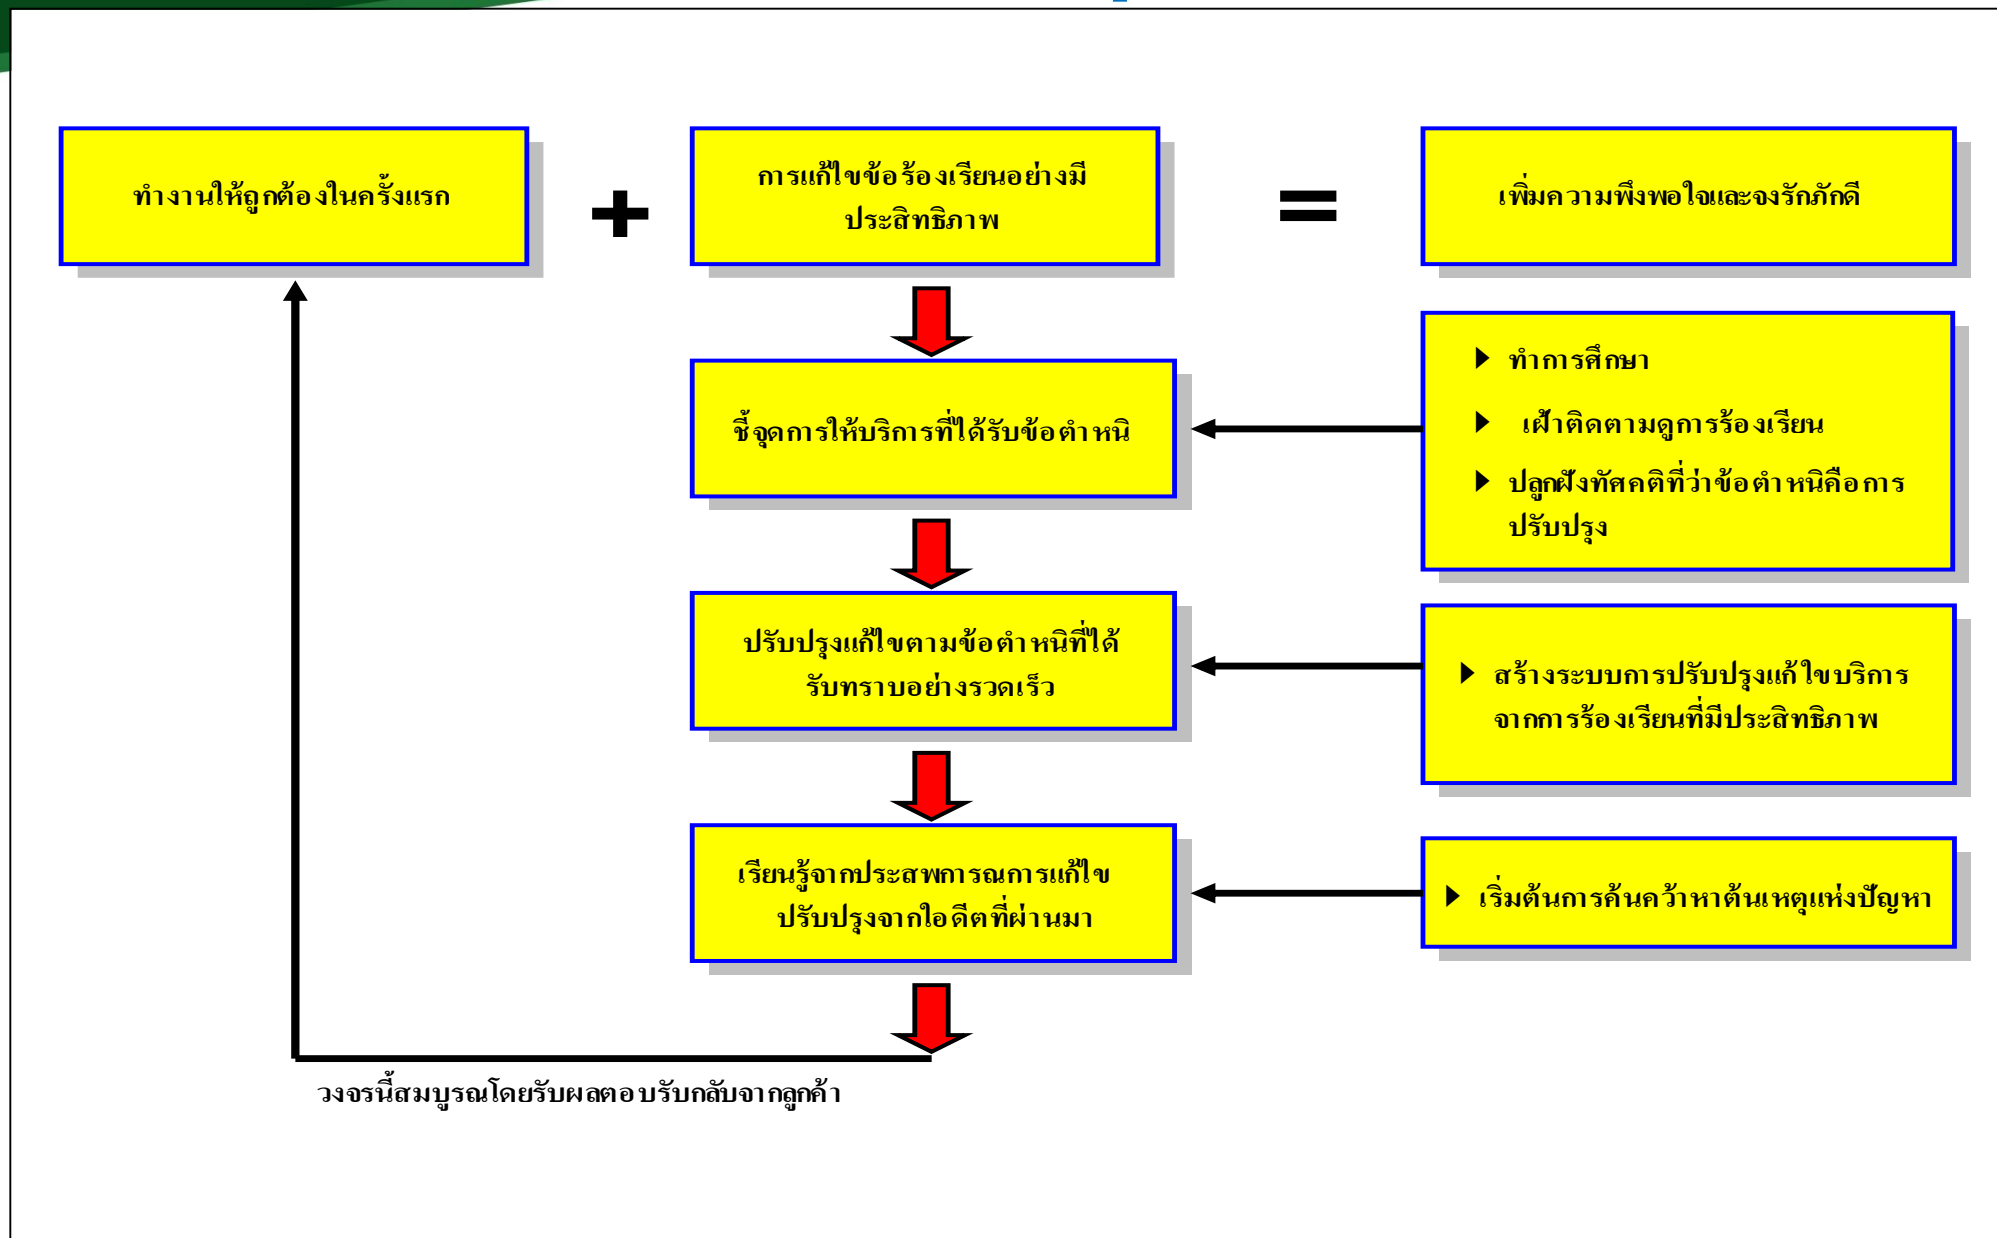 ทำงานให้ถูกต้องในครั้งแรก
+
การแก้ไขข้อร้องเรียนอย่างมี
ประสิทธิภาพ
=
เพิ่มความพึงพอใจและจงรักภักดี
ชี้จุดการให้บริการที่ได้รับข้อตำหนิ
ทำการศึกษา
เฝ้าติดตามดูการร้องเรียน
ปลูกฝังทัศคติที่ว่าข้อตำหนิคือการ
ปรับปรุง
ปรับปรุงแก้ไขตามข้อตำหนิที่ได้
รับทราบอย่างรวดเร็ว
สร้างระบบการปรับปรุงแก้ไขบริการ
จากการร้องเรียนที่มีประสิทธิภาพ
เรียนรู้จากประสพการณการแก้ไข
ปรับปรุงจากใอดีตที่ผ่านมา
เริ่มต้นการค้นคว้าหาต้นเหตุแห่งปัญหา
วงจรนี้สมบูรณโดยรับผลตอบรับกลับจากลูกค้า